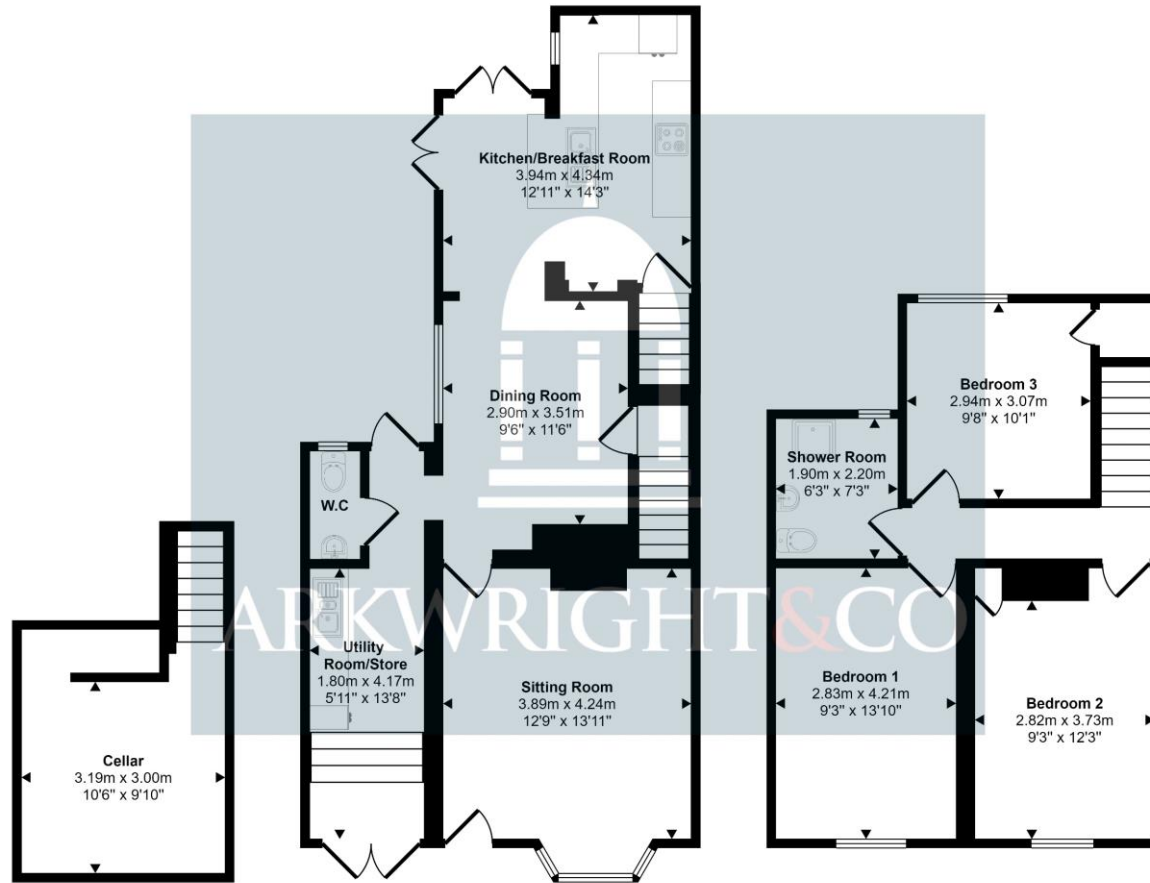 Kitchen/Breakfast Room
3.94m x 4.34m
12'11" x 14'3"
Dining Room
2.90m x 3.51m
9'6" x 11'6"
W.C
Utility
Room/Store
1.80m x 4.17m
5'11" x 13'8"
Sitting Room
3.89m x 4.24m
12'9" x 13'11"
Cellar
3.19m x 3.00m
10'6" x 9'10"
Bedroom 3
2.94m x 3.07m
9'8" x 10'1"
Shower Room
1.90m x 2.20m
6'3" x 7'3"
Bedroom 1
2.83m x 4.21m
9'3" x 13'10"
Bedroom 2
2.82m x 3.73m
9'3" x 12'3"
ARKWRIGHT&CO